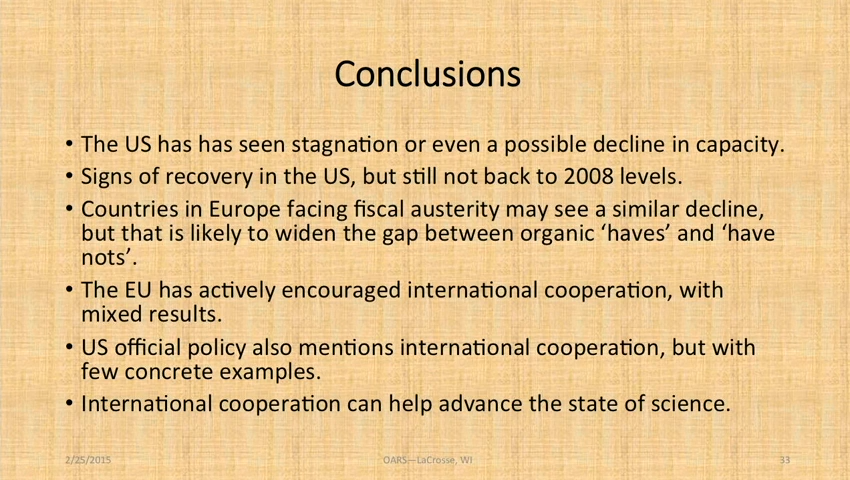 Conclusions
• The US has has seen stagnation or even a possible decline in capacity.
• Signs of recovery in the US, but still not back to 2008 levels.
• Countries in Europe facing fiscal austerity may see a similar decline,
but that is likely to widen the gap between organic ‘haves’ and ‘have
nots’.
• The EU has actively encouraged international cooperation, with
mixed results.
• US official policy also mentions international cooperation, but with
few concrete examples.
• International cooperation can help advance the state of science.
2/25/2015 OARS—LaCrosse, WI 33